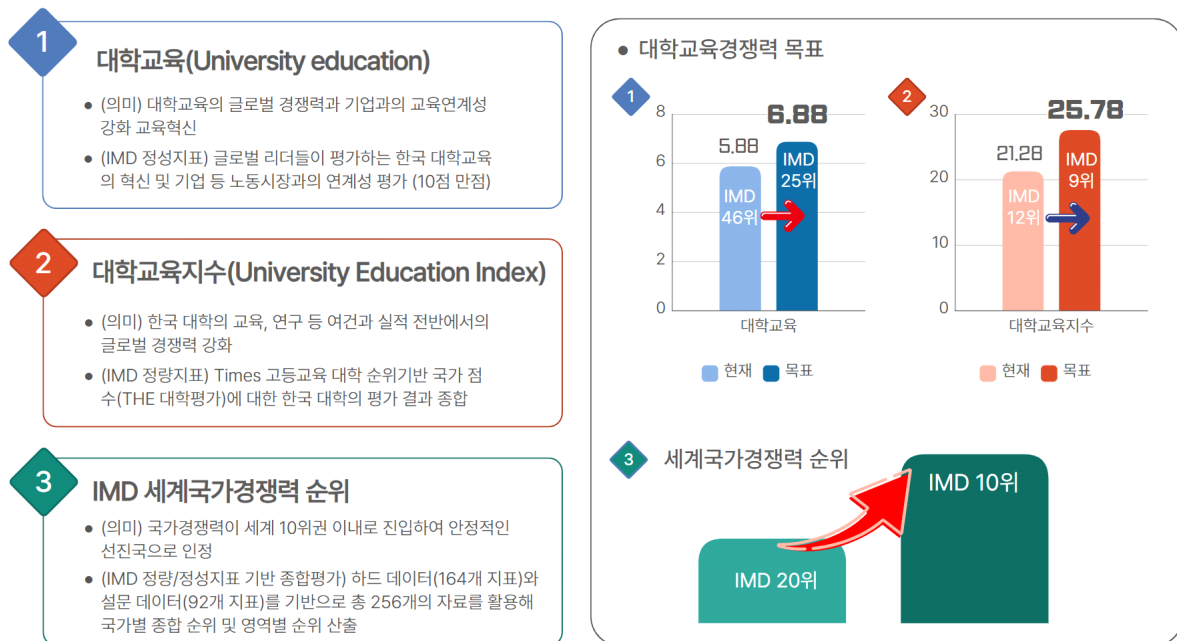 1
대학교육(University education)
• (의미) 대학교육의 글로벌 경쟁력과 기업과의 교육연계성
강화 교육혁신
• (IMD 정성지표) 글로벌 리더들이 평가하는 한국 대학교육
의 혁신 및 기업 등 노동시장과의 연계성 평가 (10점 만점)
2
대학교육지수(University Education Index)
• (의미) 한국 대학의 교육, 연구 등 여건과 실적 전반에서의
글로벌 경쟁력 강화
• (IMD 정량지표) Times 고등교육 대학 순위기반 국가 점
수(THE 대학평가)에 대한 한국 대학의 평가 결과 종합
3
IMD 세계국가경쟁력 순위
• (의미) 국가경쟁력이 세계 10위권 이내로 진입하여 안정적인
선진국으로 인정
• (IMD 정량/정성지표 기반 종합평가) 하드 데이터(164개 지표)와
설문 데이터(92개 지표)를 기반으로 총 256개의 자료를 활용해
국가별 종합 순위 및 영역별 순위 산출
• 대학교육경쟁력 목표
1
8
6
4
2
0
5.88
6.88
IMD
46위
IMD
25위
대학교육
현재 목표
2
30
20
10
0
21.28
25.78
IMD
12위
IMD
9위
대학교육지수
현재 목표
3
세계국가경쟁력 순위
IMD 20위
IMD 10위